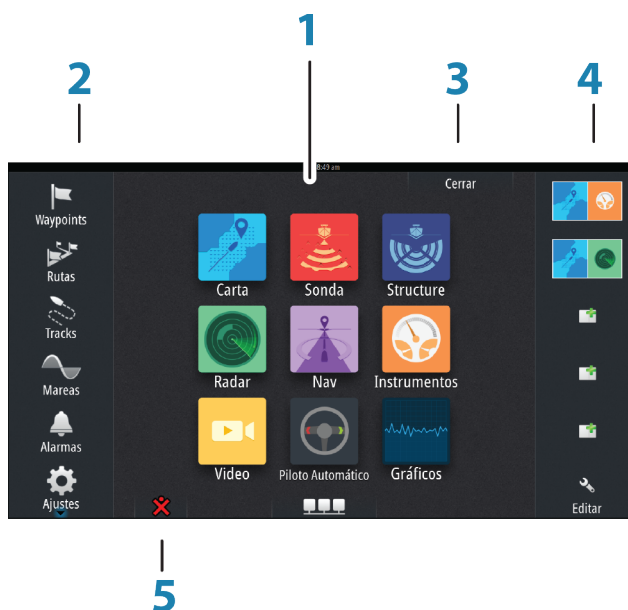 1
2
3
4
8:49 am
Cerrar
Waypoints
Rutas
Tracks
Mareas
Alarmas
Ajustes
Carta
Sonda
Structure
Radar
Nav
Instrumentos
Video
Piloto Automático
Gráficos
Editar
5